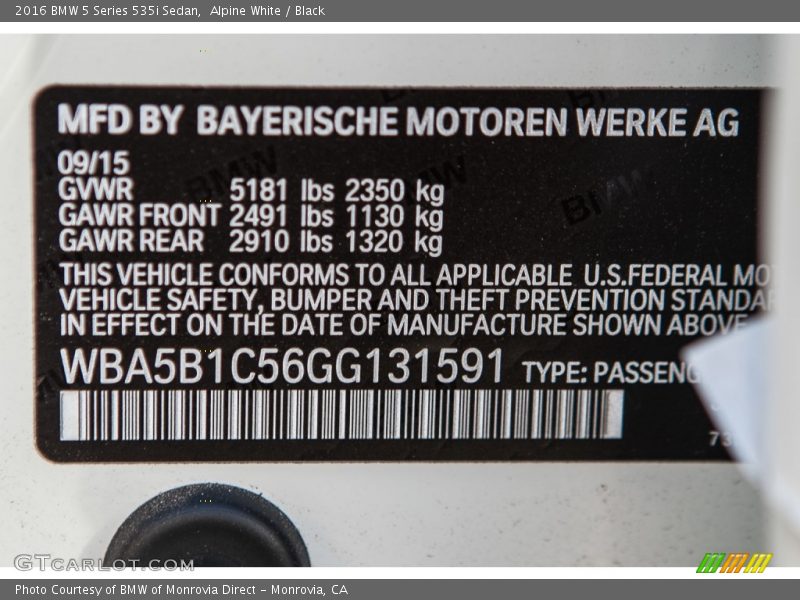 2016 BMW 5 Series 535i Sedan,  Alpine White / Black
MFD BY BAYERISCHE MOTOREN WERKE AG
09/15
GVWR 5181 lbs 2350 kg
GAWR FRONT 2491 lbs 1130 kg
GAWR REAR 2910 lbs 1320 kg
THIS VEHICLE CONFORMS TO ALL APPLICABLE U.S.FEDERAL MO
VEHICLE SAFETY, BUMPER AND THEFT PREVENTION STANDAR
IN EFFECT ON THE DATE OF MANUFACTURE SHOWN ABOVE
WBA5B1C56GG131591 TYPE: PASSENG
73
GTCARLOT.COM
Photo Courtesy of BMW of Monrovia Direct - Monrovia, CA